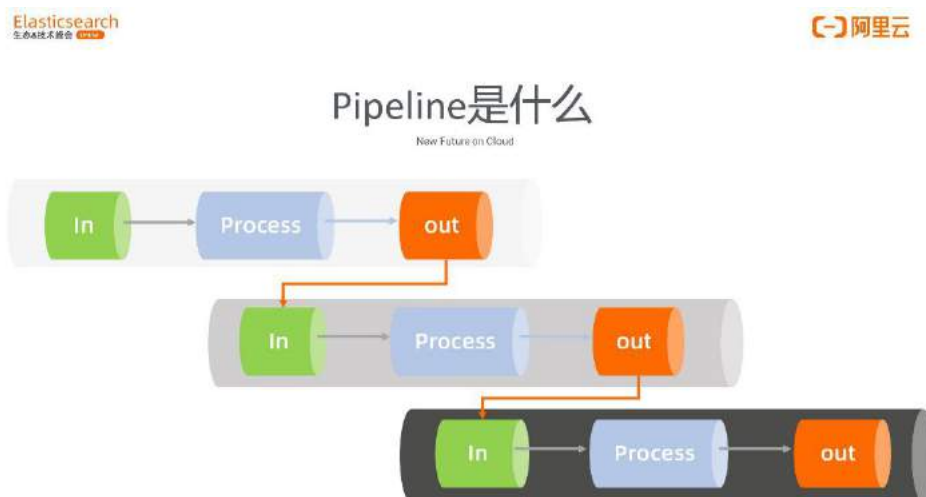 Elasticsearch
生态&技术峰会
阿里云
Pipeline是什么
New Future on Cloud
In Process out
In Process out
In Process out